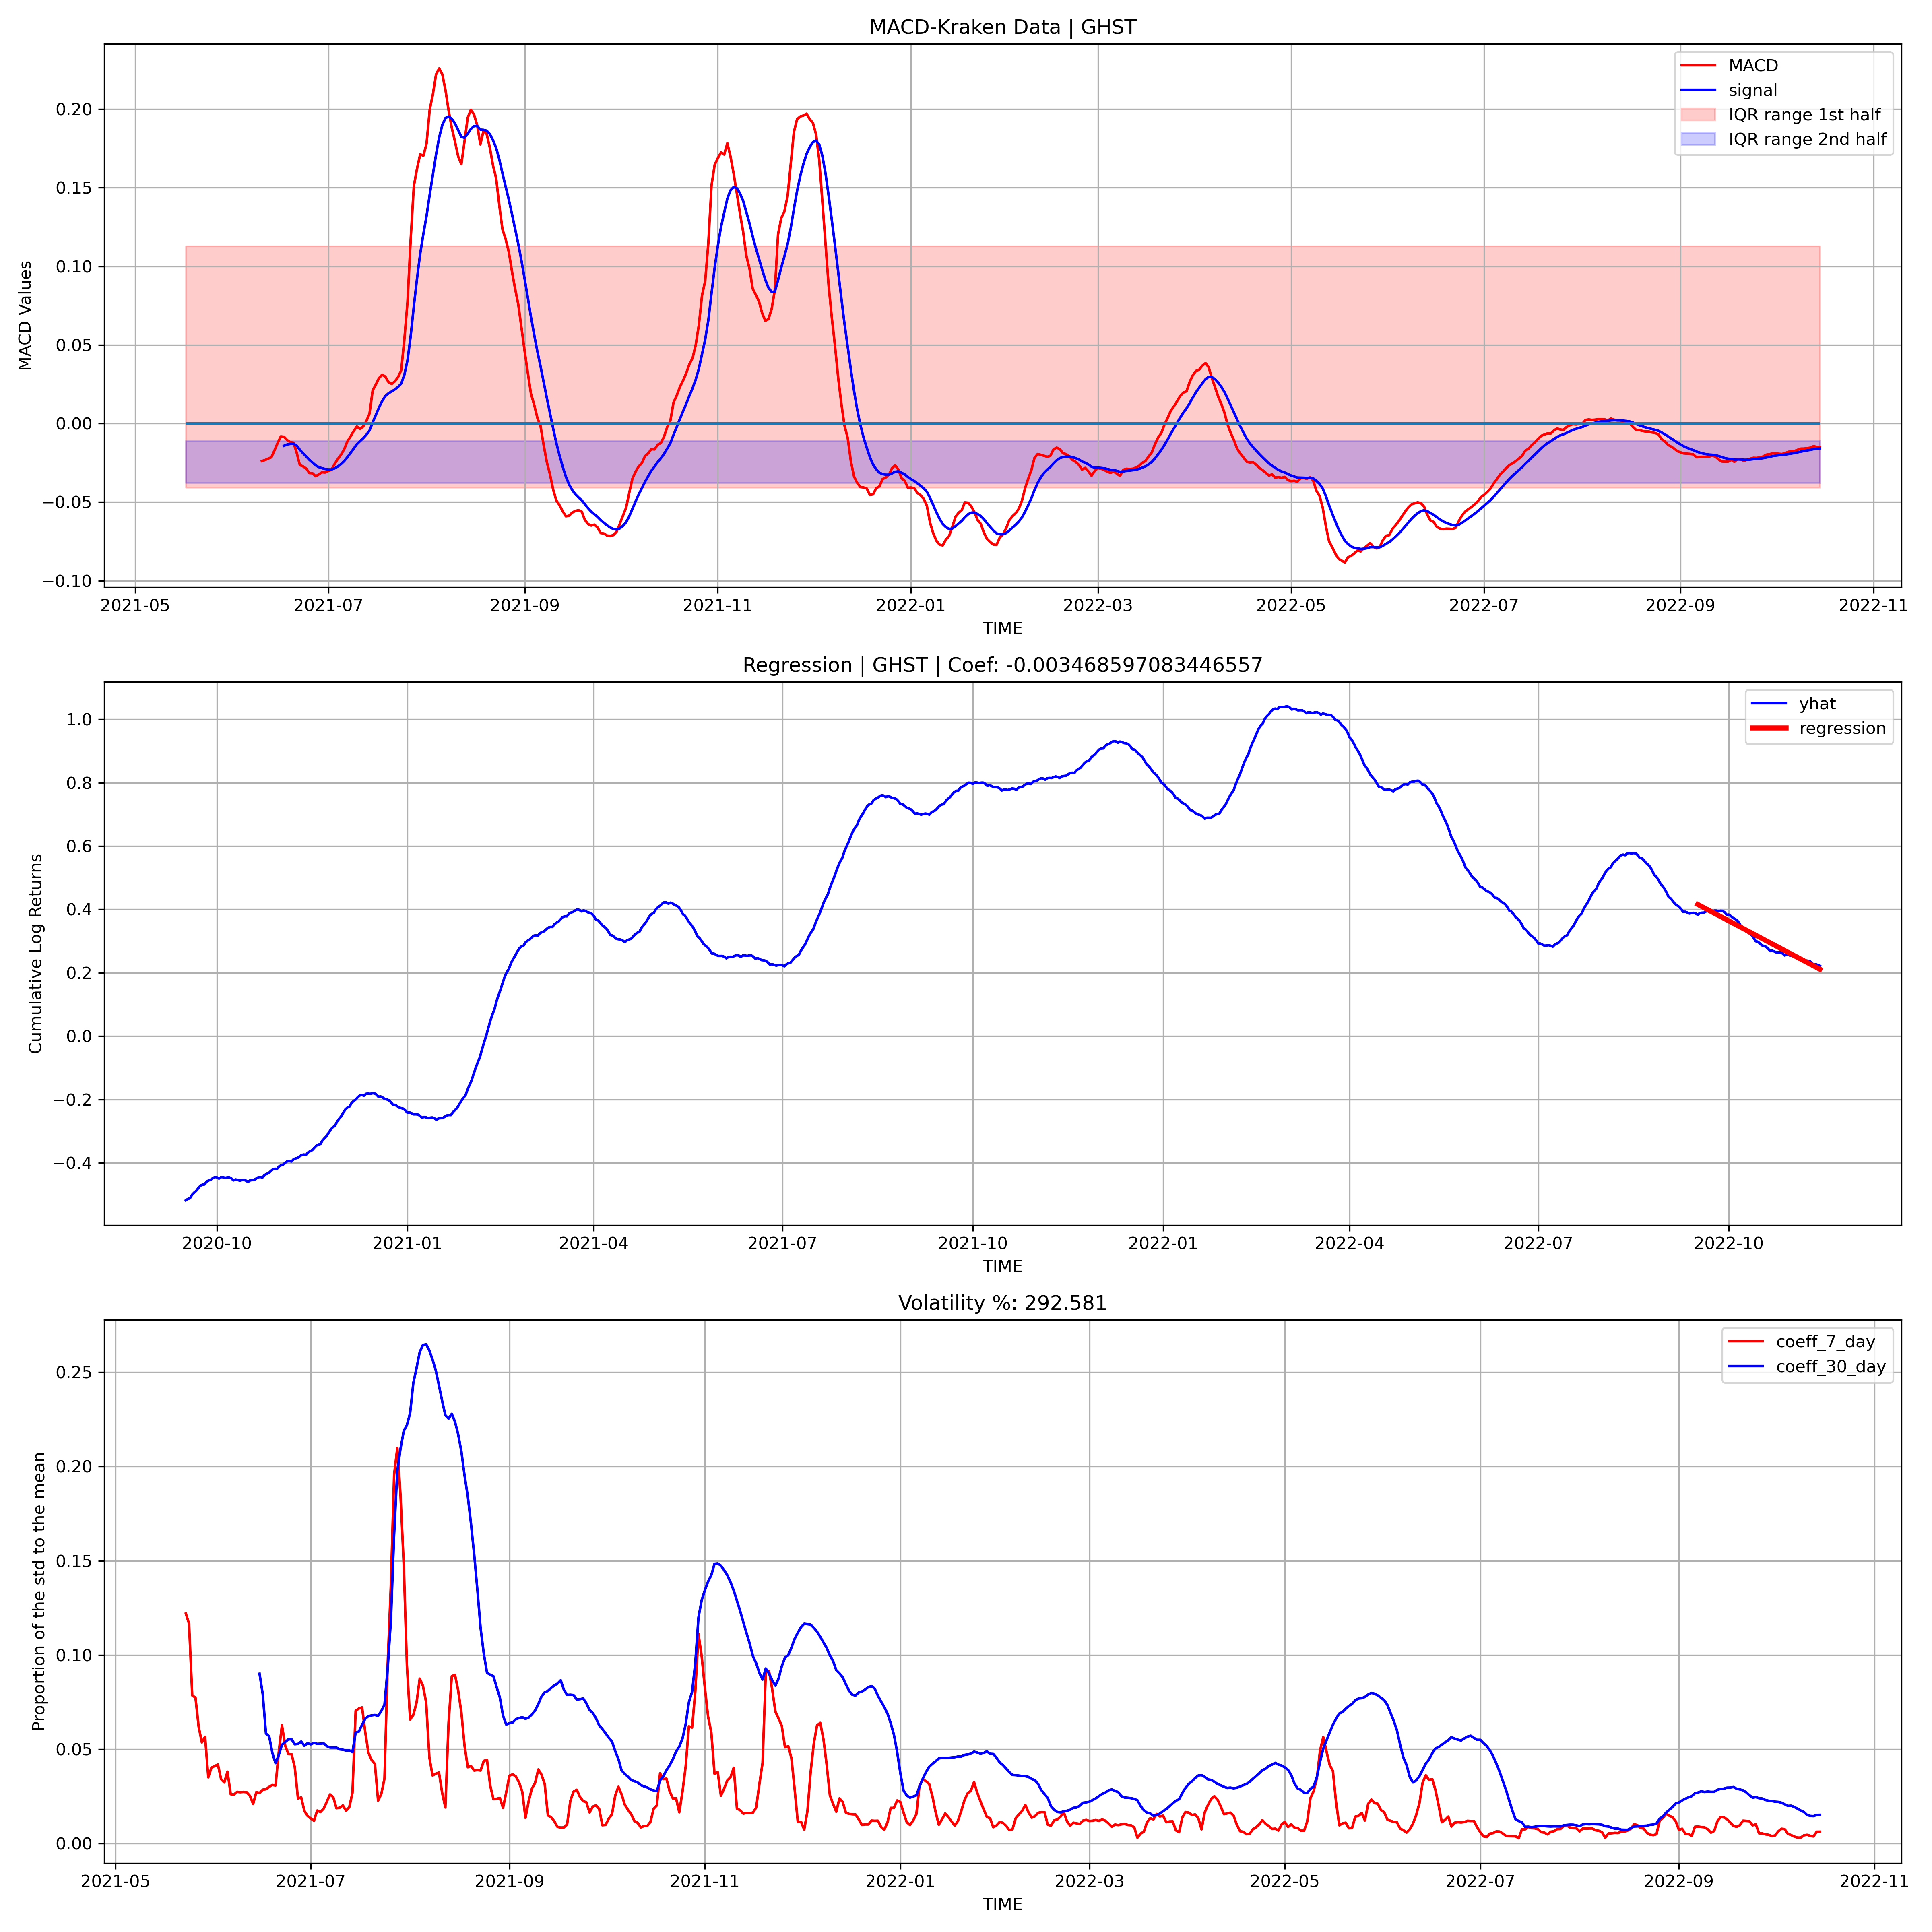 MACD-Kraken Data | GHST
MACD Values
0.20
0.15
0.10
0.05
0.00
−0.05
−0.10
MACD
signal
IQR range 1st half
IQR range 2nd half
2021-05 2021-07 2021-09 2021-11 2022-01 2022-03 2022-05 2022-07 2022-09 2022-11
TIME
Regression | GHST | Coef: -0.003468597083446557
Cumulative Log Returns
1.0
0.8
0.6
0.4
0.2
0.0
−0.2
−0.4
yhat
regression
2020-10 2021-01 2021-04 2021-07 2021-10 2022-01 2022-04 2022-07 2022-10
TIME
Volatility %: 292.581
Proportion of the std to the mean
0.25
0.20
0.15
0.10
0.05
0.00
coeff_7_day
coeff_30_day
2021-05 2021-07 2021-09 2021-11 2022-01 2022-03 2022-05 2022-07 2022-09 2022-11
TIME